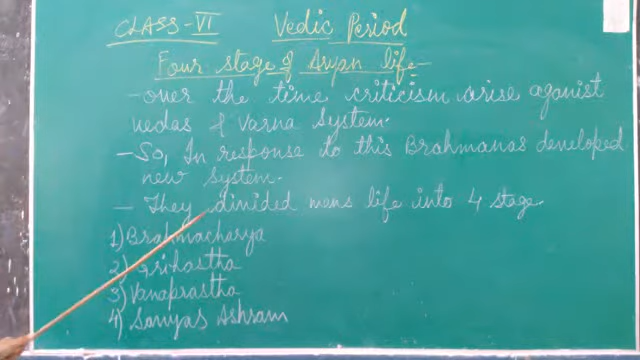 CLASS-VI Vedic Period
Four stage of Aryan life
- over the time criticism arise aganist
vedas & Varna System.
- So, In response to this Brahmanas developed
new system.
- They divided mens life into 4 stage.
1) Brahmacharya
2) Grihastha
3) Vanaprastha
4) Sanyas Ashram